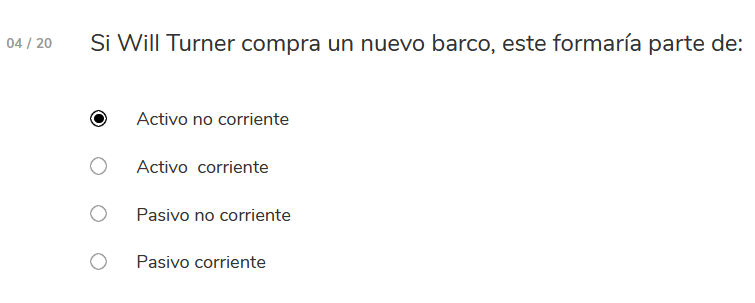 04 / 20
Si Will Turner compra un nuevo barco, este formaría parte de:
Activo no corriente
Activo  corriente
Pasivo no corriente
Pasivo corriente